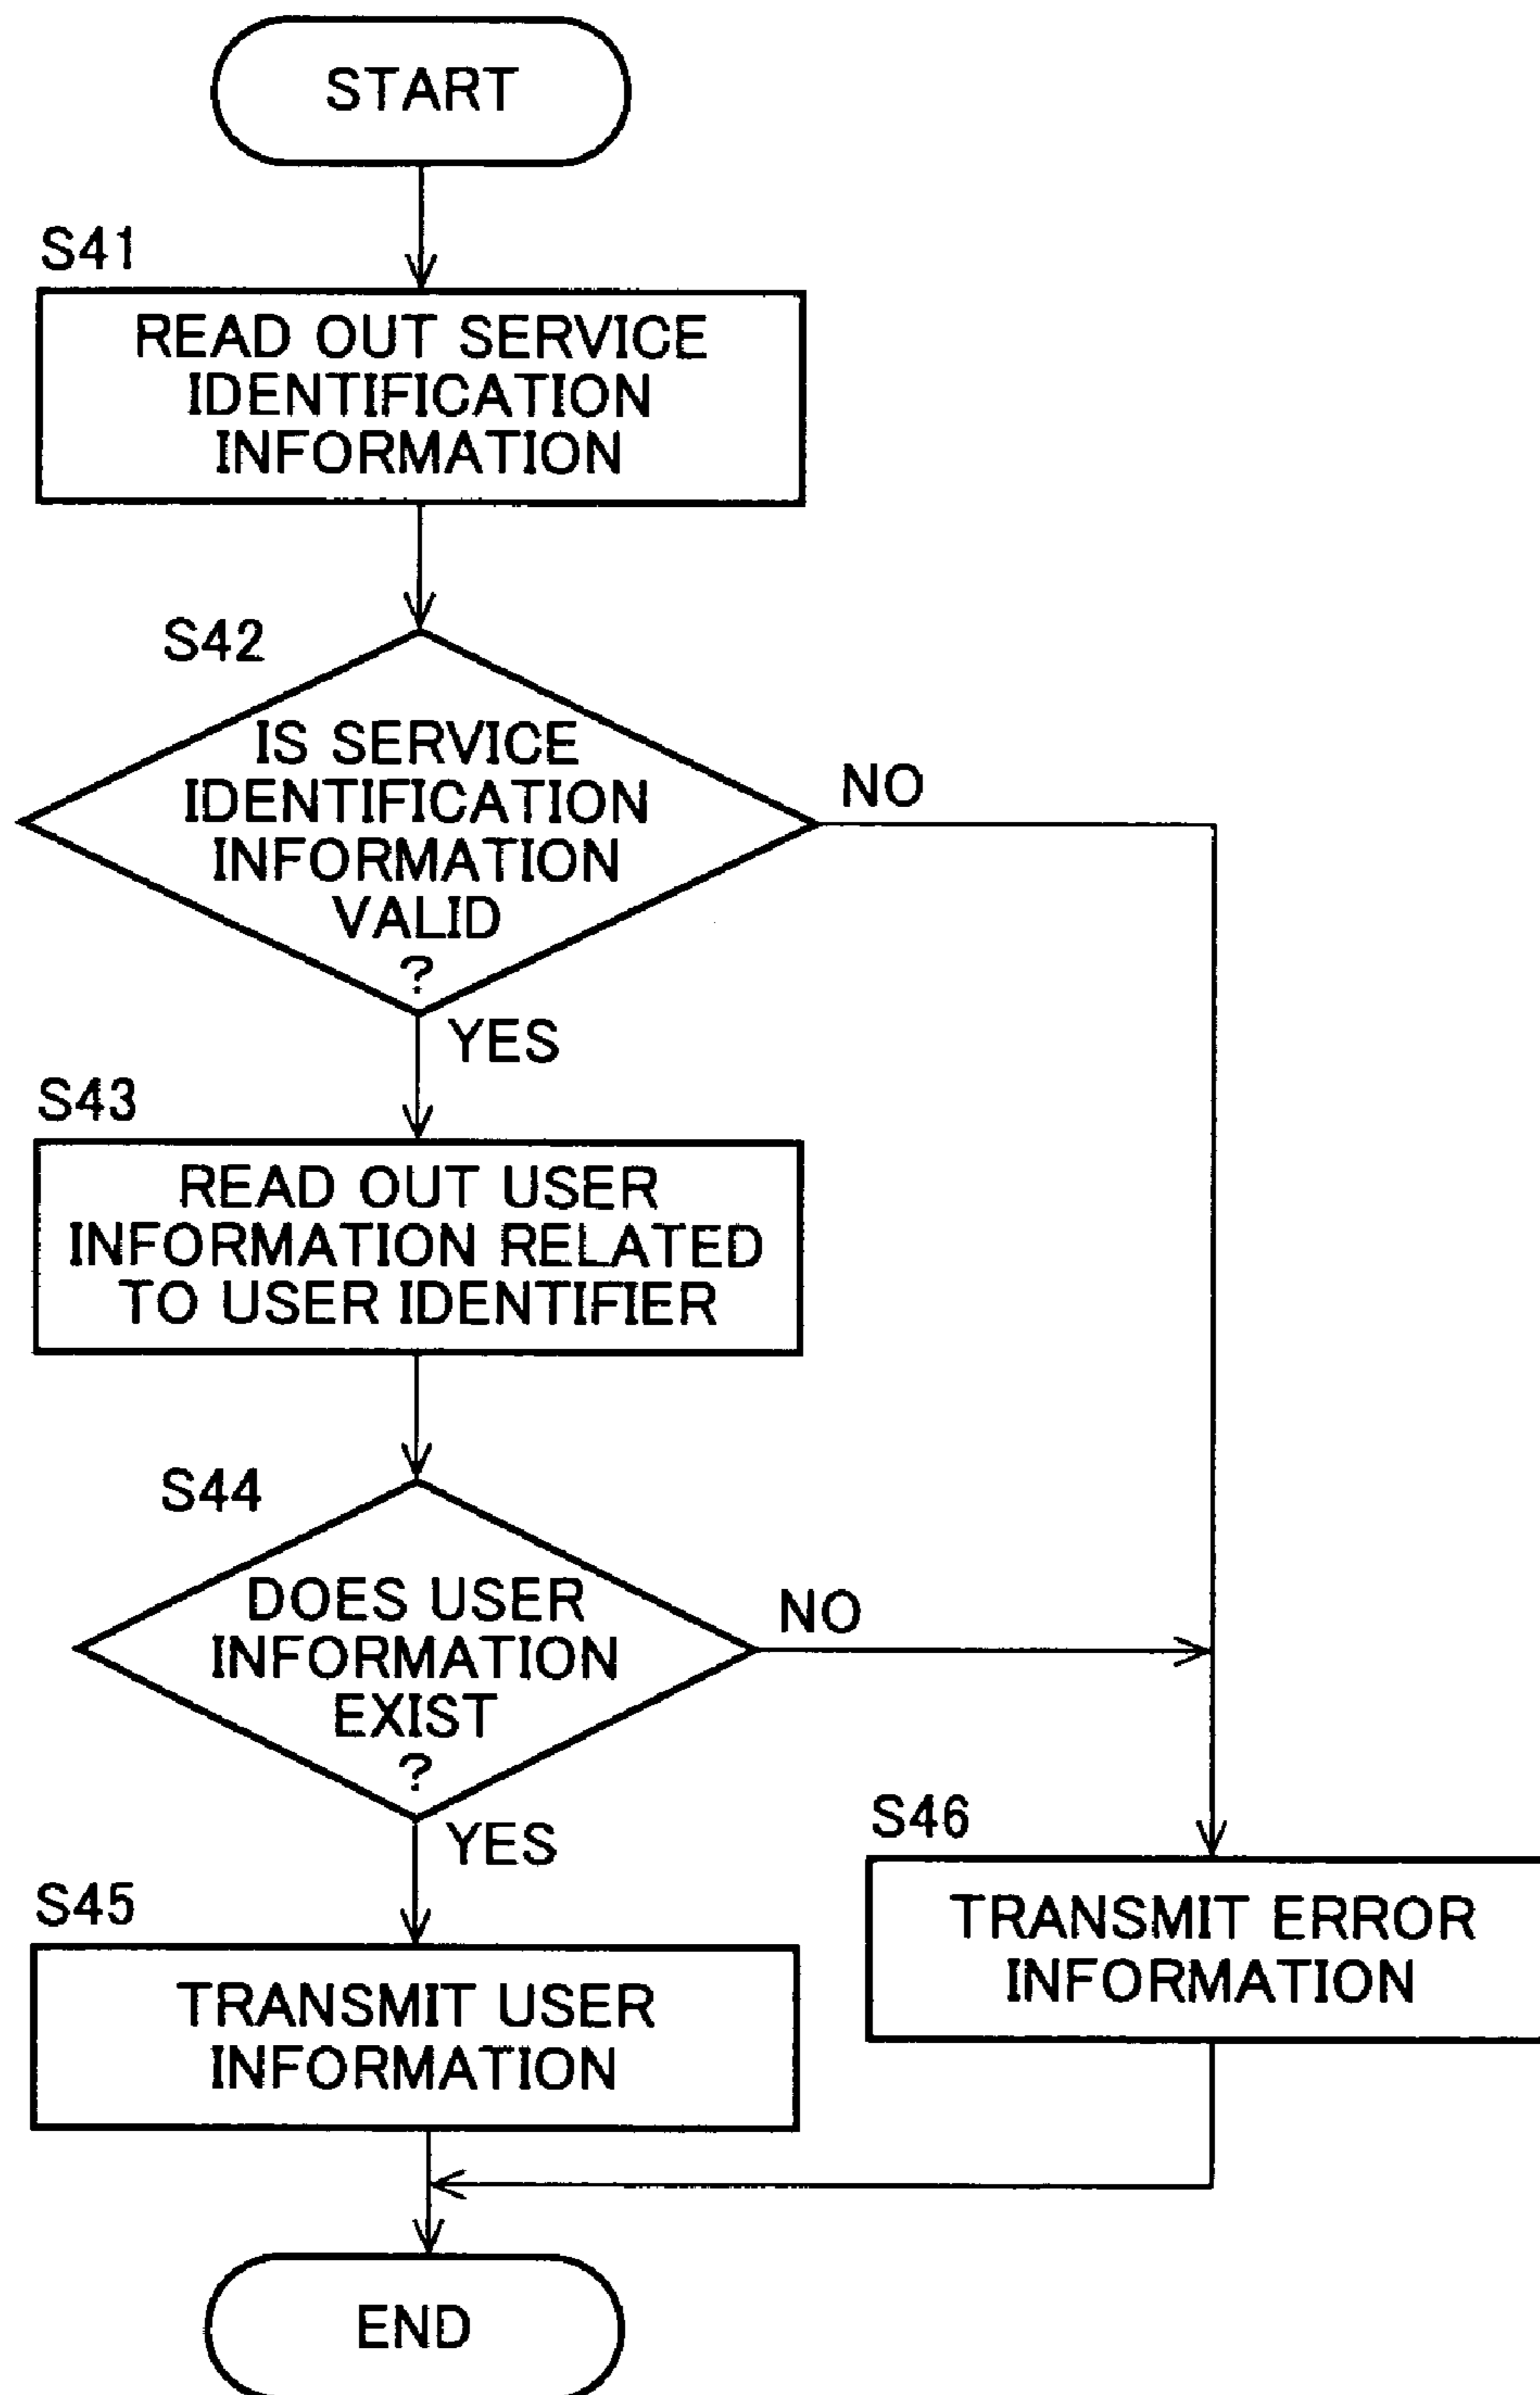 START
S41
READ OUT SERVICE
IDENTIFICATION
INFORMATION
S42
IS SERVICE
IDENTIFICATION
INFORMATION
VALID
?
NO
YES
S43
READ OUT USER
INFORMATION RELATED
TO USER IDENTIFIER
S44
DOES USER
INFORMATION
EXIST
?
NO
YES
S45
TRANSMIT USER
INFORMATION
S46
TRANSMIT ERROR
INFORMATION
END